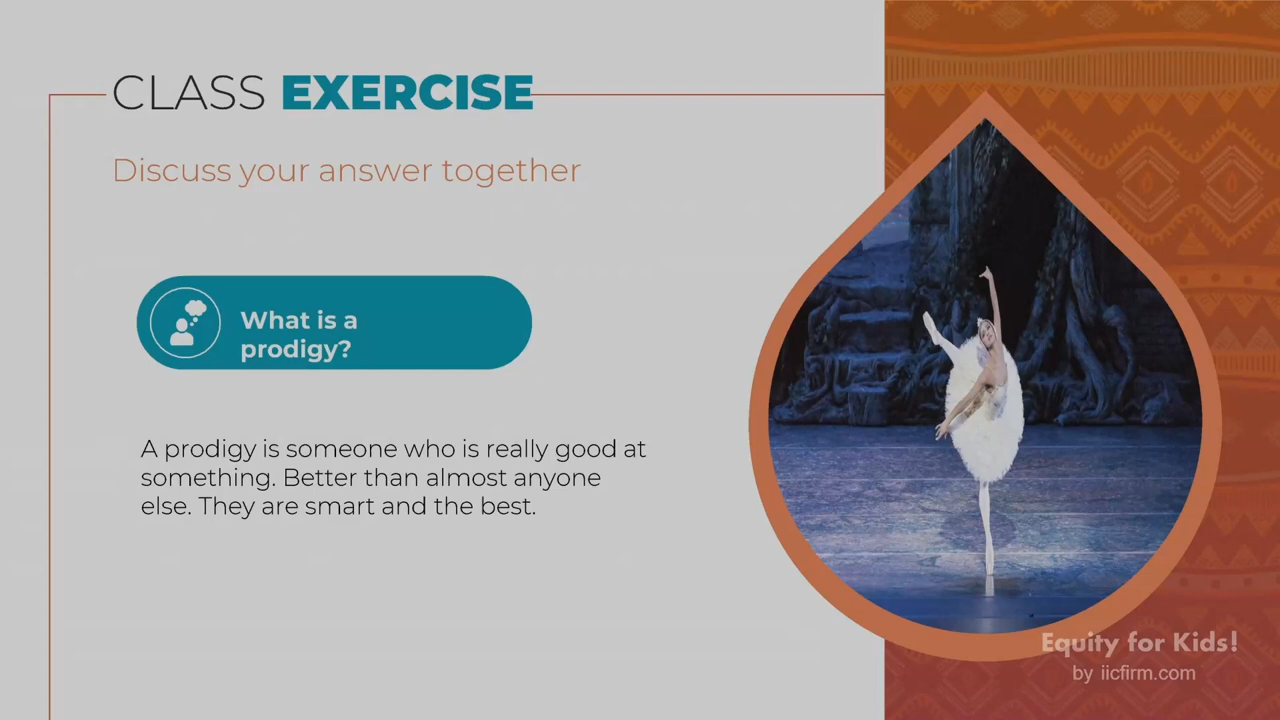 CLASS EXERCISE
Discuss your answer together
What is a
prodigy?
A prodigy is someone who is really good at
something. Better than almost anyone
else. They are smart and the best.
Equity for Kids!
by iicfirm.com